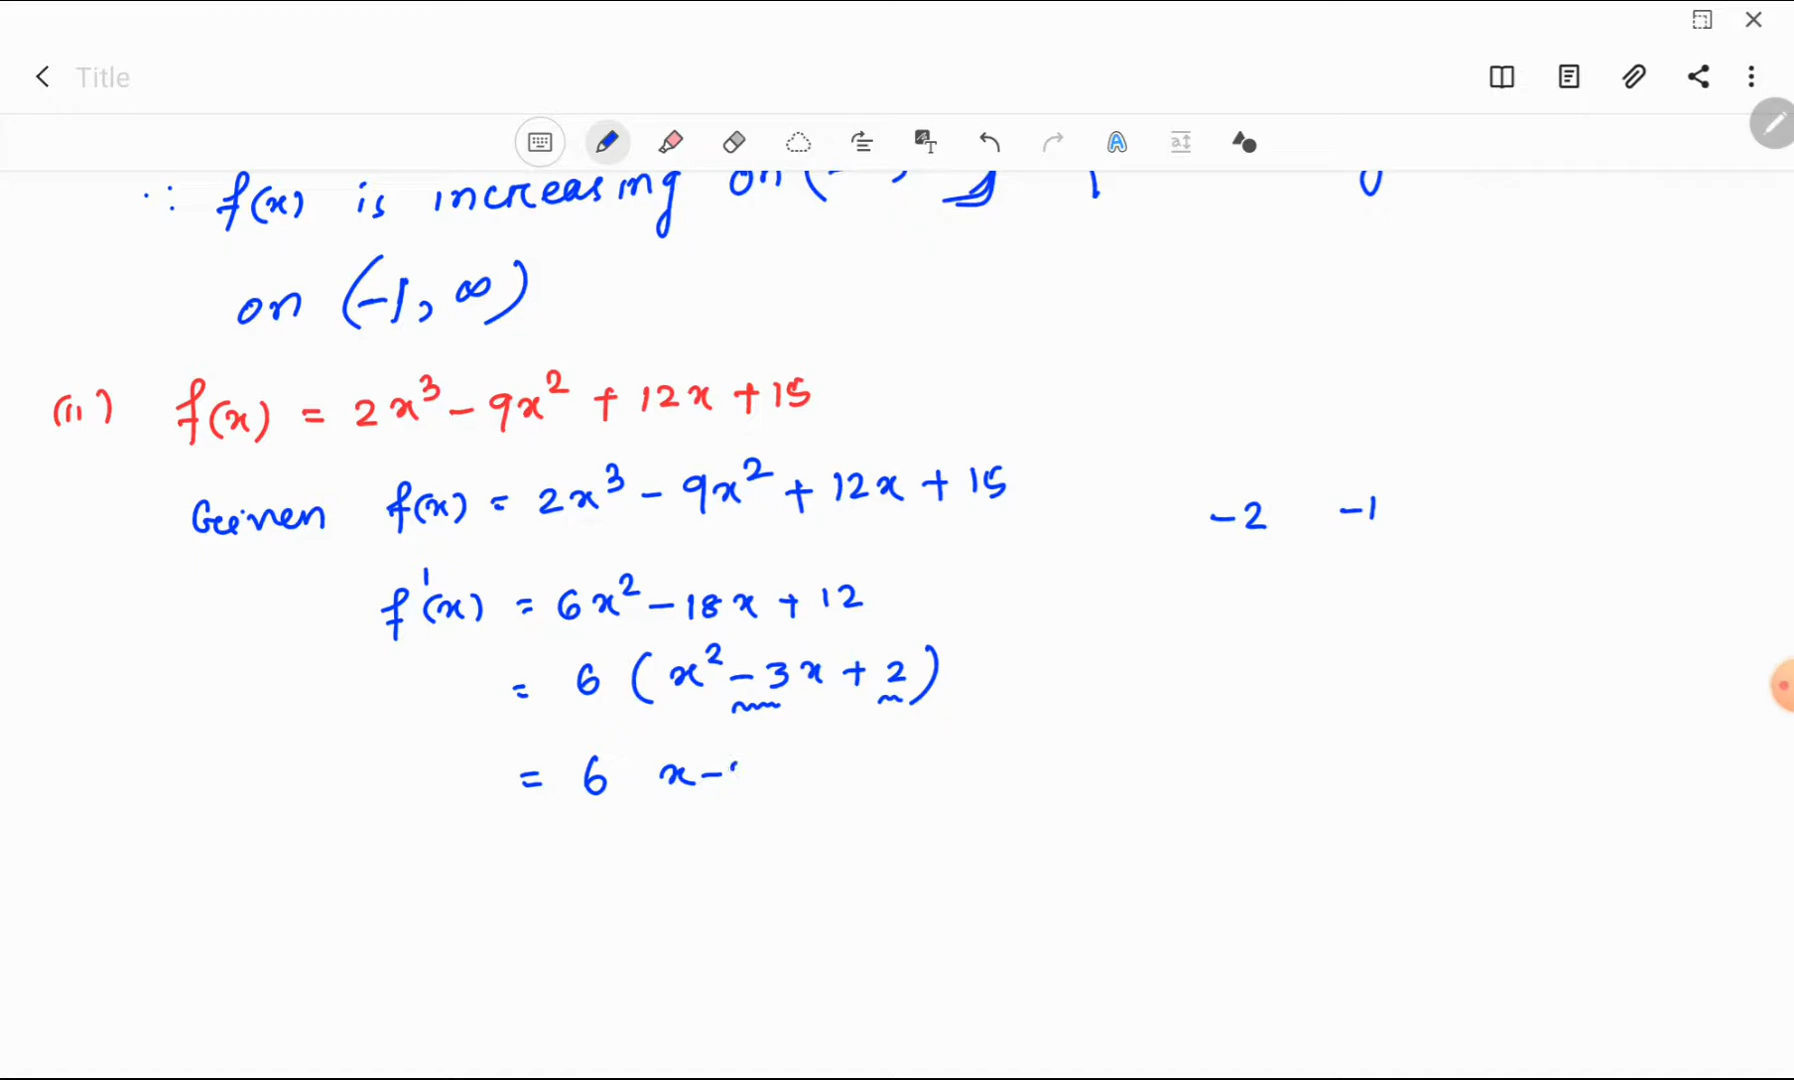 Title
∵ f(x) is increasing on (
on (-1, ∞)
(ii) f(x) = 2x³ - 9x² + 12x + 15
Given f(x) = 2x³ - 9x² + 12x + 15
-2 -1
f'(x) = 6x² - 18x + 12
= 6 (x² - 3x + 2)
= 6 x -